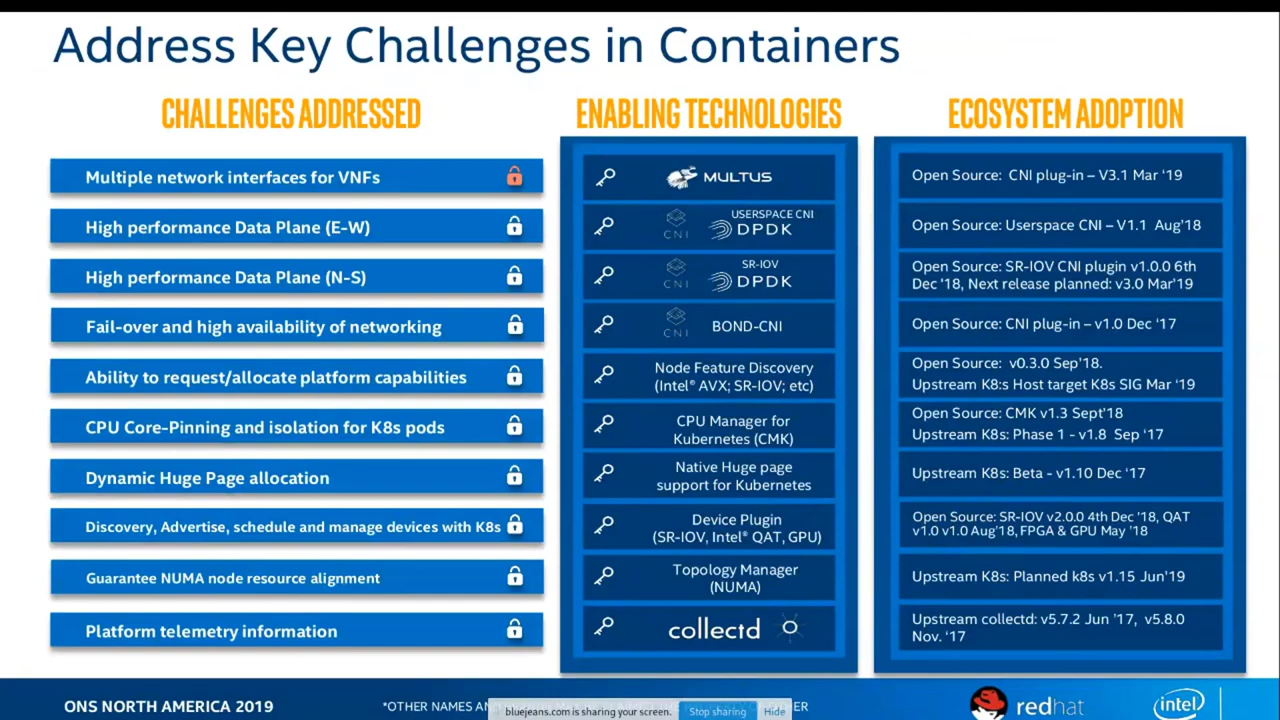 Address Key Challenges in Containers
CHALLENGES ADDRESSED
ENABLING TECHNOLOGIES
ECOSYSTEM ADOPTION
Multiple network interfaces for VNFs
MULTUS
Open Source: CNI plug-in – V3.1 Mar ‘19
High performance Data Plane (E-W)
CNI
USERSPACE CNI
DPDK
Open Source: Userspace CNI – V1.1 Aug’18
High performance Data Plane (N-S)
CNI
SR-IOV
DPDK
Open Source: SR-IOV CNI plugin v1.0.0 6th
Dec ‘18, Next release planned: v3.0 Mar’19
Fail-over and high availability of networking
CNI
BOND-CNI
Open Source: CNI plug-in – v1.0 Dec ‘17
Ability to request/allocate platform capabilities
Node Feature Discovery
(Intel® AVX; SR-IOV; etc)
Open Source: v0.3.0 Sep’18.
Upstream K8:s Host target K8s SIG Mar ‘19
CPU Core-Pinning and isolation for K8s pods
CPU Manager for
Kubernetes (CMK)
Open Source: CMK v1.3 Sept’18
Upstream K8s: Phase 1 - v1.8 Sep ‘17
Dynamic Huge Page allocation
Native Huge page
support for Kubernetes
Upstream K8s: Beta - v1.10 Dec ‘17
Discovery, Advertise, schedule and manage devices with K8s
Device Plugin
(SR-IOV, Intel® QAT, GPU)
Open Source: SR-IOV v2.0.0 4th Dec ‘18, QAT
v1.0 v1.0 Aug’18, FPGA & GPU May ‘18
Guarantee NUMA node resource alignment
Topology Manager
(NUMA)
Upstream K8s: Planned k8s v1.15 Jun’19
Platform telemetry information
collectd
Upstream collectd: v5.7.2 Jun ‘17, v5.8.0
Nov. ‘17
ONS NORTH AMERICA 2019
*OTHER NAMES
bluejeans.com is sharing your screen.
Stop sharing
Hide
redhat
intel